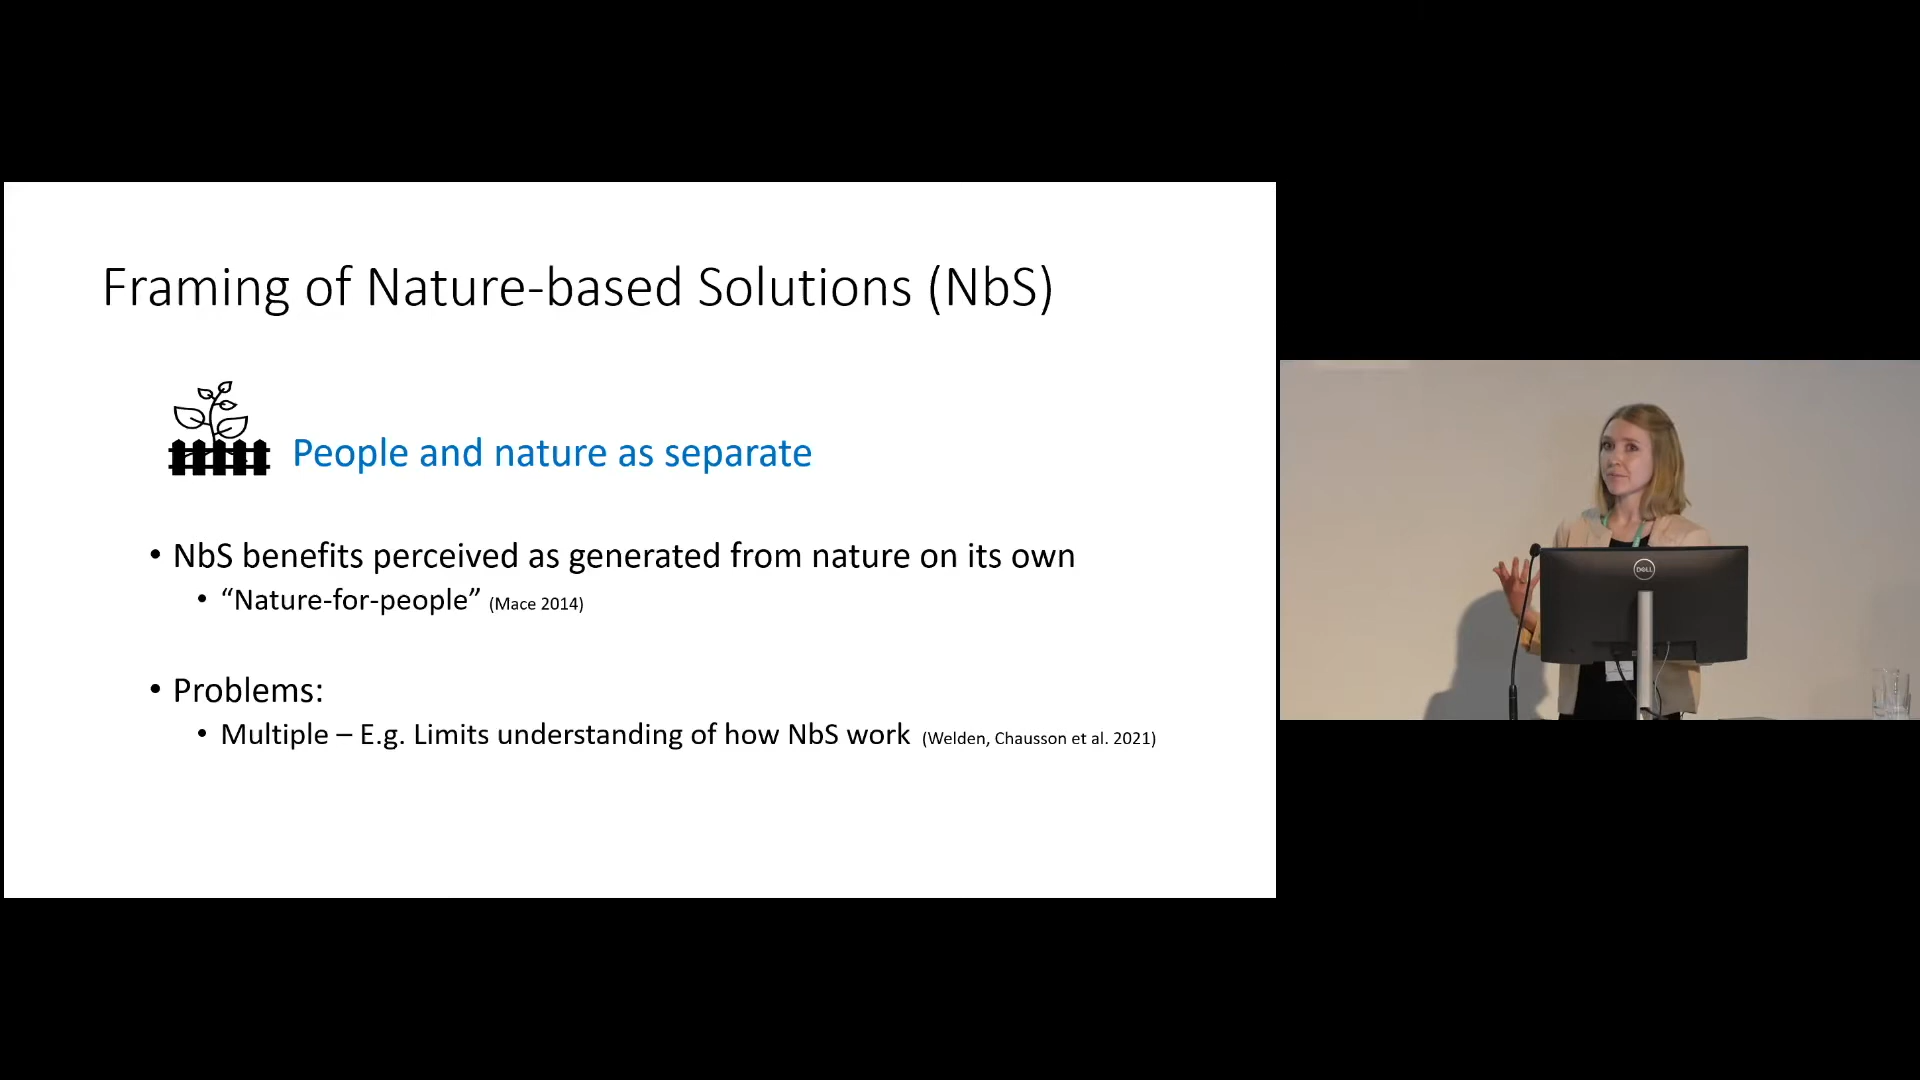 Framing of Nature-based Solutions (NbS)
People and nature as separate
• NbS benefits perceived as generated from nature on its own
• “Nature-for-people” (Mace 2014)
• Problems:
• Multiple – E.g. Limits understanding of how NbS work (Welden, Chausson et al. 2021)
DELL